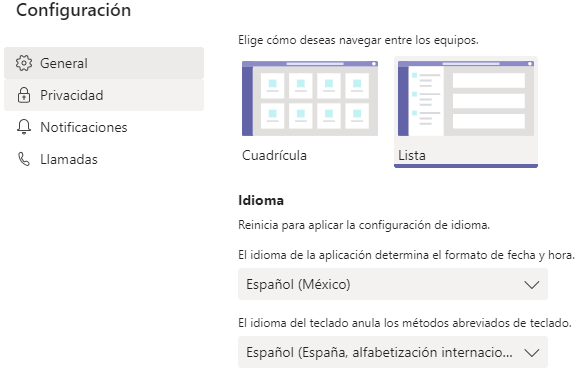 Configuración
General
Privacidad
Notificaciones
Llamadas
Elige cómo deseas navegar entre los equipos.
Cuadrícula
Lista
Idioma
Reinicia para aplicar la configuración de idioma.
El idioma de la aplicación determina el formato de fecha y hora.
Español (México)
El idioma del teclado anula los métodos abreviados de teclado.
Español (España, alfabetización internacio...